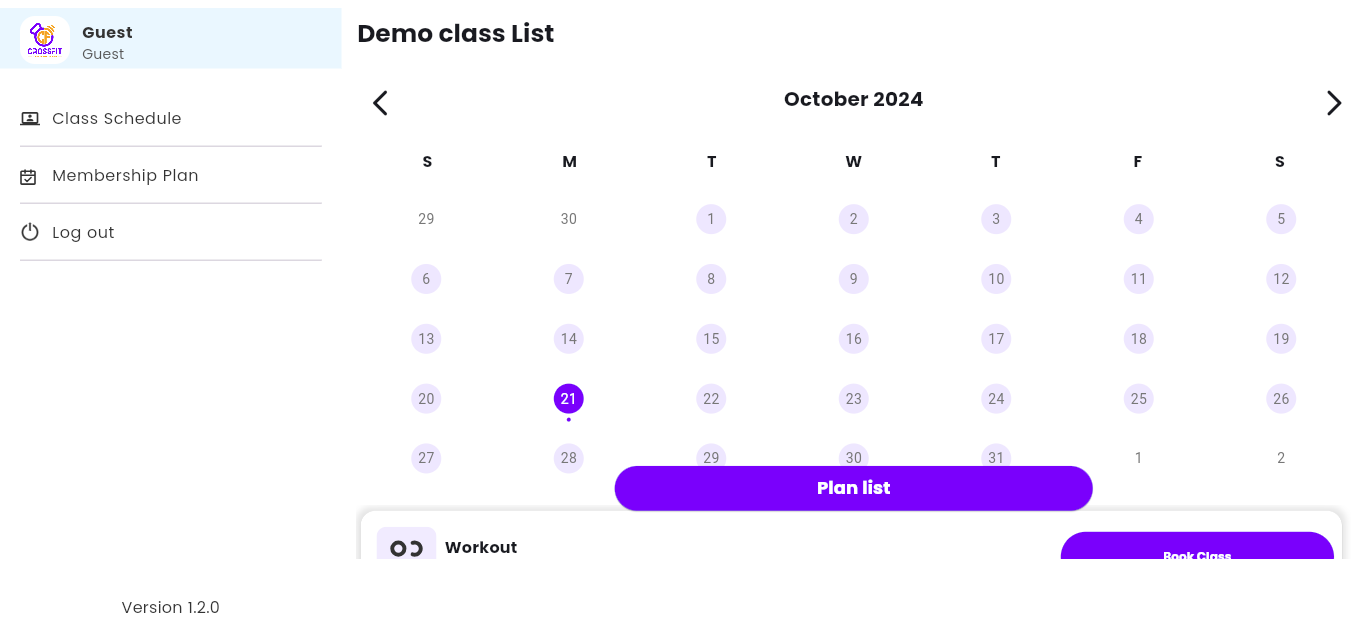 CROSSFIT
Guest
Guest
Class Schedule
Membership Plan
Log out
Version 1.2.0
Demo class List
October 2024
S M T W T F S
29 30 1 2 3 4 5
6 7 8 9 10 11 12
13 14 15 16 17 18 19
20 21 22 23 24 25 26
27 28 29 30 31 1 2
Plan list
Workout
Book Class